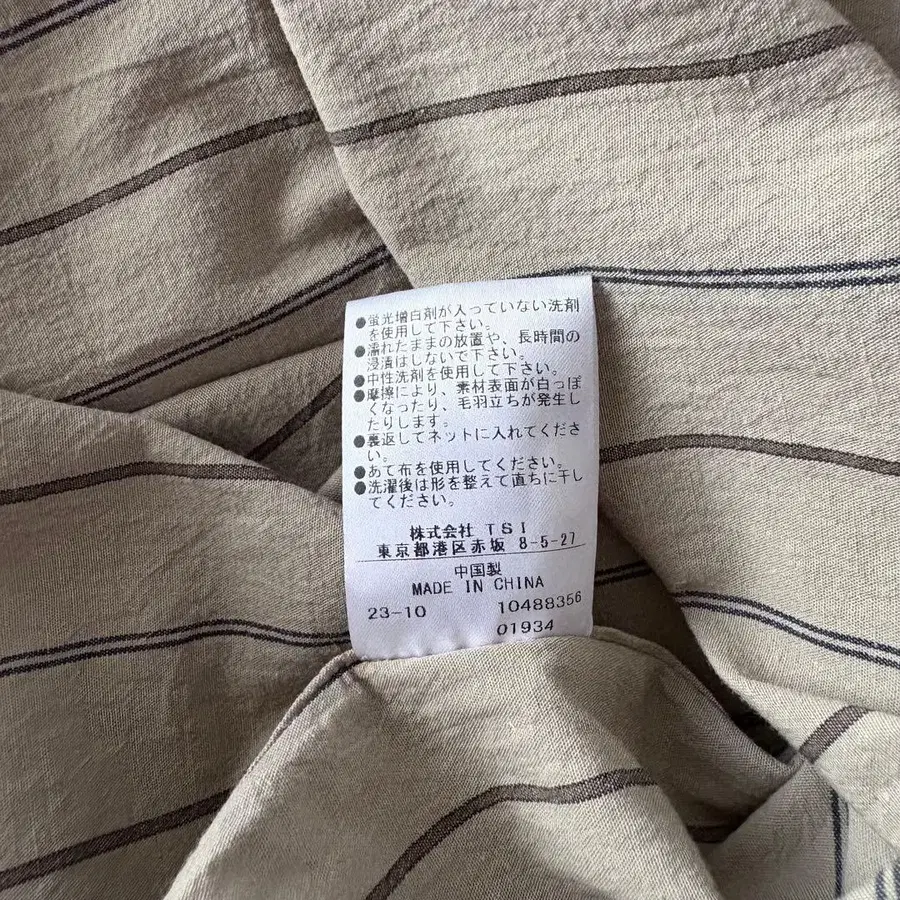 ●蛍光増白剤が入っていない洗剤
を使用して下さい。
●濡れたままの放置や、長時間の
浸漬はしないで下さい。
●中性洗剤を使用して下さい。
●摩擦により、素材表面が白っぽ
くなったり、毛羽立ちが発生し
たりします。
●裏返してネットに入れてくださ
い。
●あて布を使用してください。
●洗濯後は形を整えて直ちに干し
てください。
株式会社 TSI
東京都港区赤坂 8-5-27
中国製
MADE IN CHINA
23-10 10488356
01934